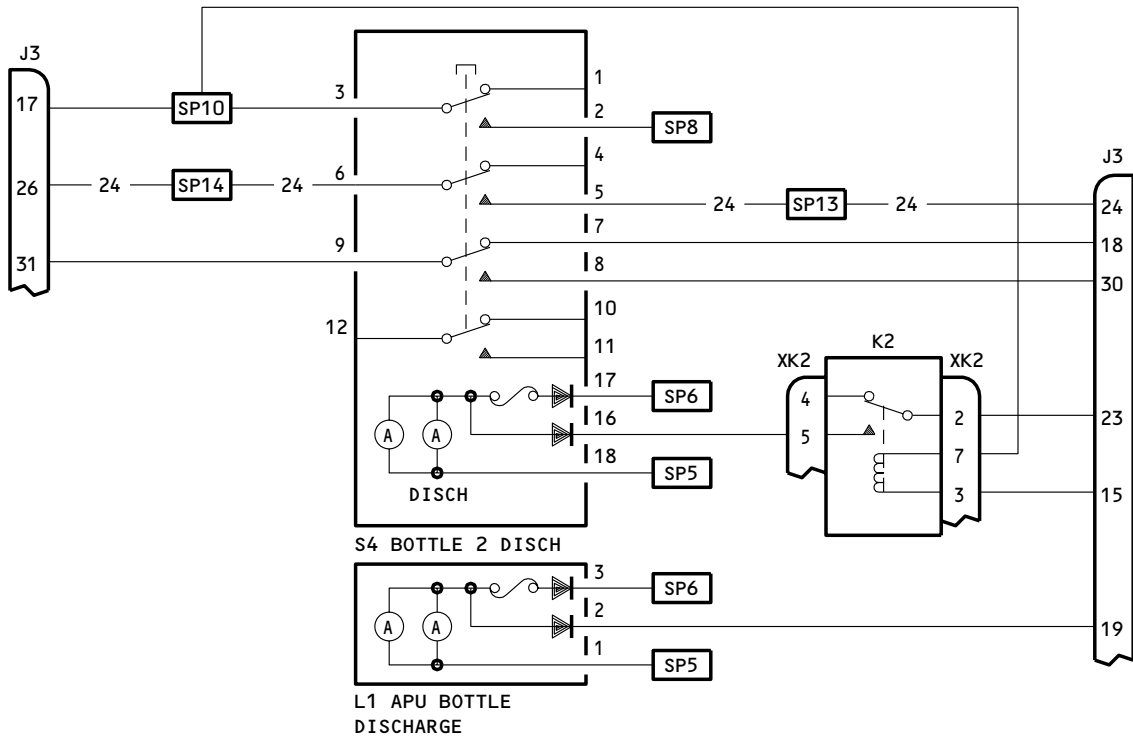 J3
17
SP10
3
1
2
SP8
26
24
SP14
24
6
4
5
24
SP13
24
J3
24
31
9
7
18
8
30
12
10
11
K2
XK2
XK2
17
SP6
4
2
23
A
A
16
5
7
18
SP5
3
15
DISCH
S4 BOTTLE 2 DISCH
3
SP6
A
A
2
19
1
SP5
L1 APU BOTTLE
DISCHARGE